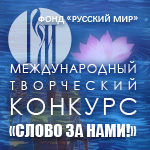 ФОНД «РУССКИЙ МИР»
МЕЖДУНАРОДНЫЙ
ТВОРЧЕСКИЙ
КОНКУРС
«СЛОВО ЗА НАМИ!»